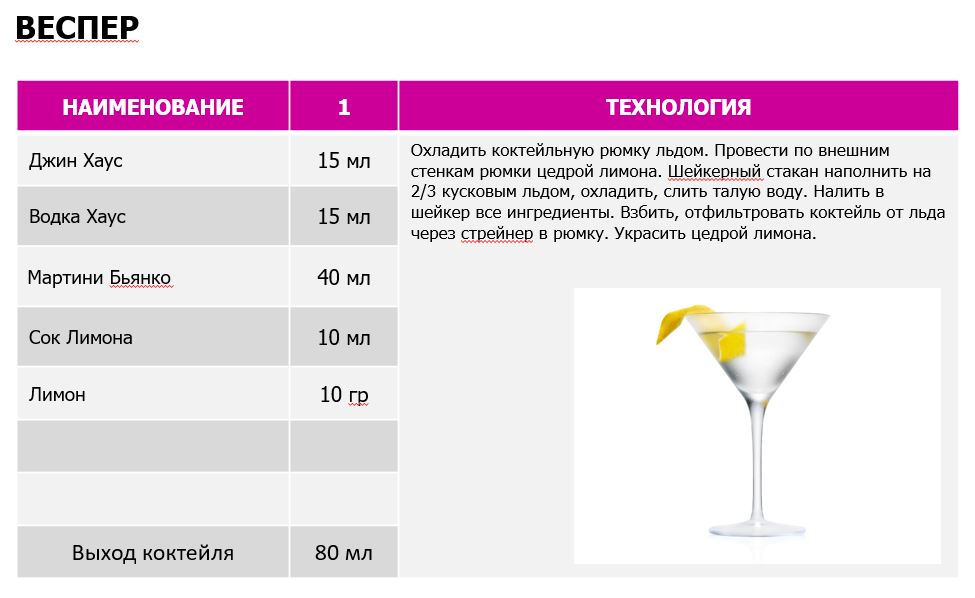 ВЕСПЕР
НАИМЕНОВАНИЕ 1 ТЕХНОЛОГИЯ
Джин Хаус 15 мл
Водка Хаус 15 мл
Мартини Бьянко 40 мл
Сок Лимона 10 мл
Лимон 10 гр
Выход коктейля 80 мл
Охладить коктейльную рюмку льдом. Провести по внешним
стенкам рюмки цедрой лимона. Шейкерный стакан наполнить на
2/3 кусковым льдом, охладить, слить талую воду. Налить в
шейкер все ингредиенты. Взбить, отфильтровать коктейль от льда
через стрейнер в рюмку. Украсить цедрой лимона.